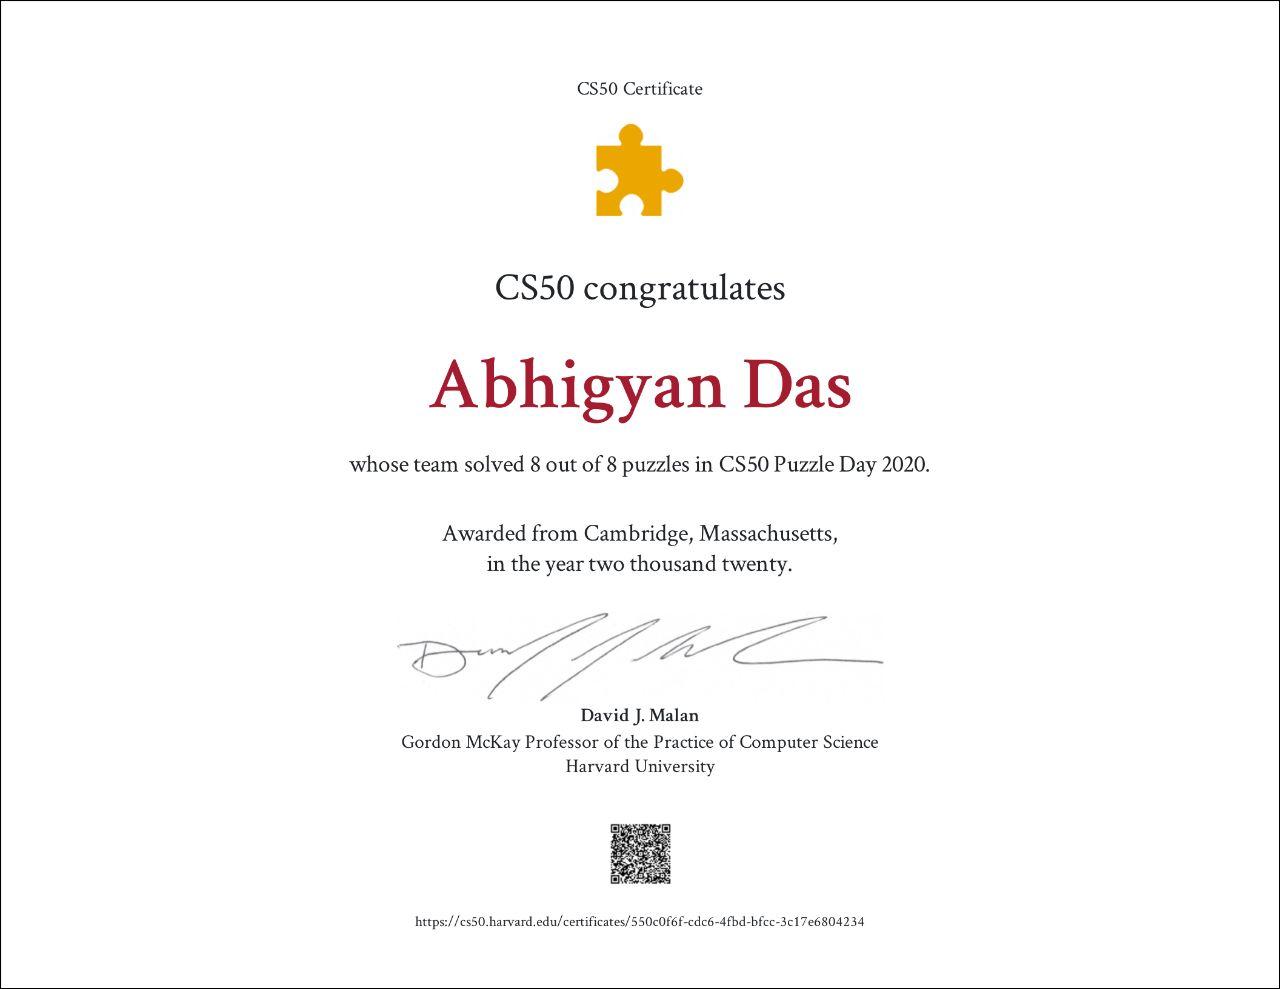 CS50 Certificate
CS50 congratulates
Abhigyan Das
whose team solved 8 out of 8 puzzles in CS50 Puzzle Day 2020.
Awarded from Cambridge, Massachusetts,
in the year two thousand twenty.
David J. Malan
Gordon McKay Professor of the Practice of Computer Science
Harvard University
https://cs50.harvard.edu/certificates/550c0f6f-cdc6-4fbd-bfcc-3c17e6804234